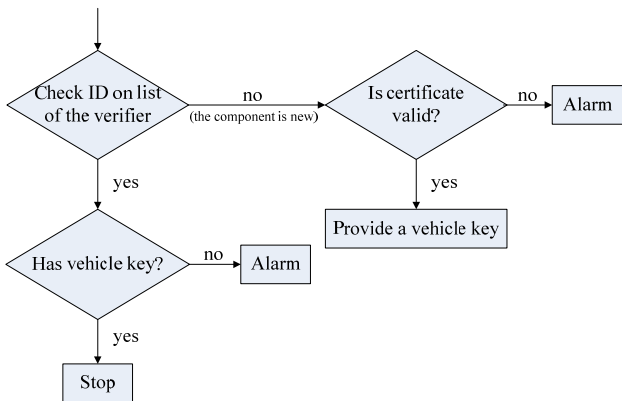 Check ID on list
of the verifier
no
(the component is new)
Is certificate
valid?
no
Alarm
yes
yes
Provide a vehicle key
Has vehicle key?
no
Alarm
yes
Stop